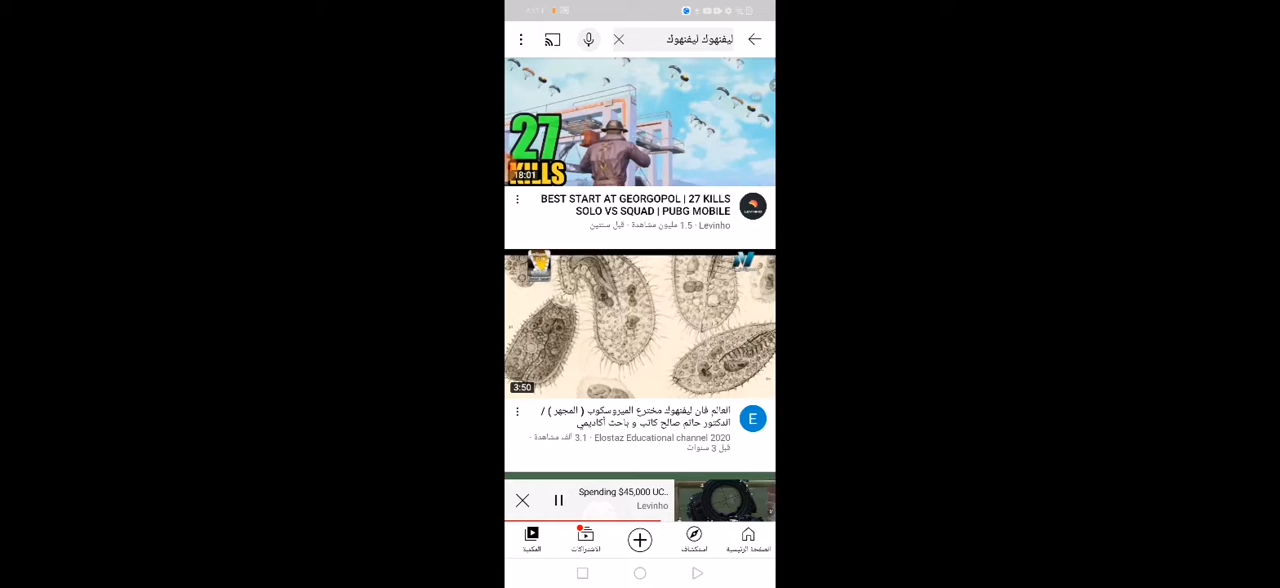 ليفنهوك ليفنهوك
27
KILLS
18:01
BEST START AT GEORGOPOL | 27 KILLS
SOLO VS SQUAD | PUBG MOBILE
Levinho · 1.5 مليون مشاهدة · قبل سنتين
3:50
العالم فان ليفنهوك مخترع الميروسكوب ( المجهر ) /
الدكتور حاتم صالح كاتب و باحث أكاديمي
E
Elostaz Educational channel 2020 · 3.1 ألف مشاهدة ·
قبل 3 سنوات
Spending $45,000 UC..
Levinho
الصفحة الرئيسية
استكشاف
الاشتراكات
المكتبة